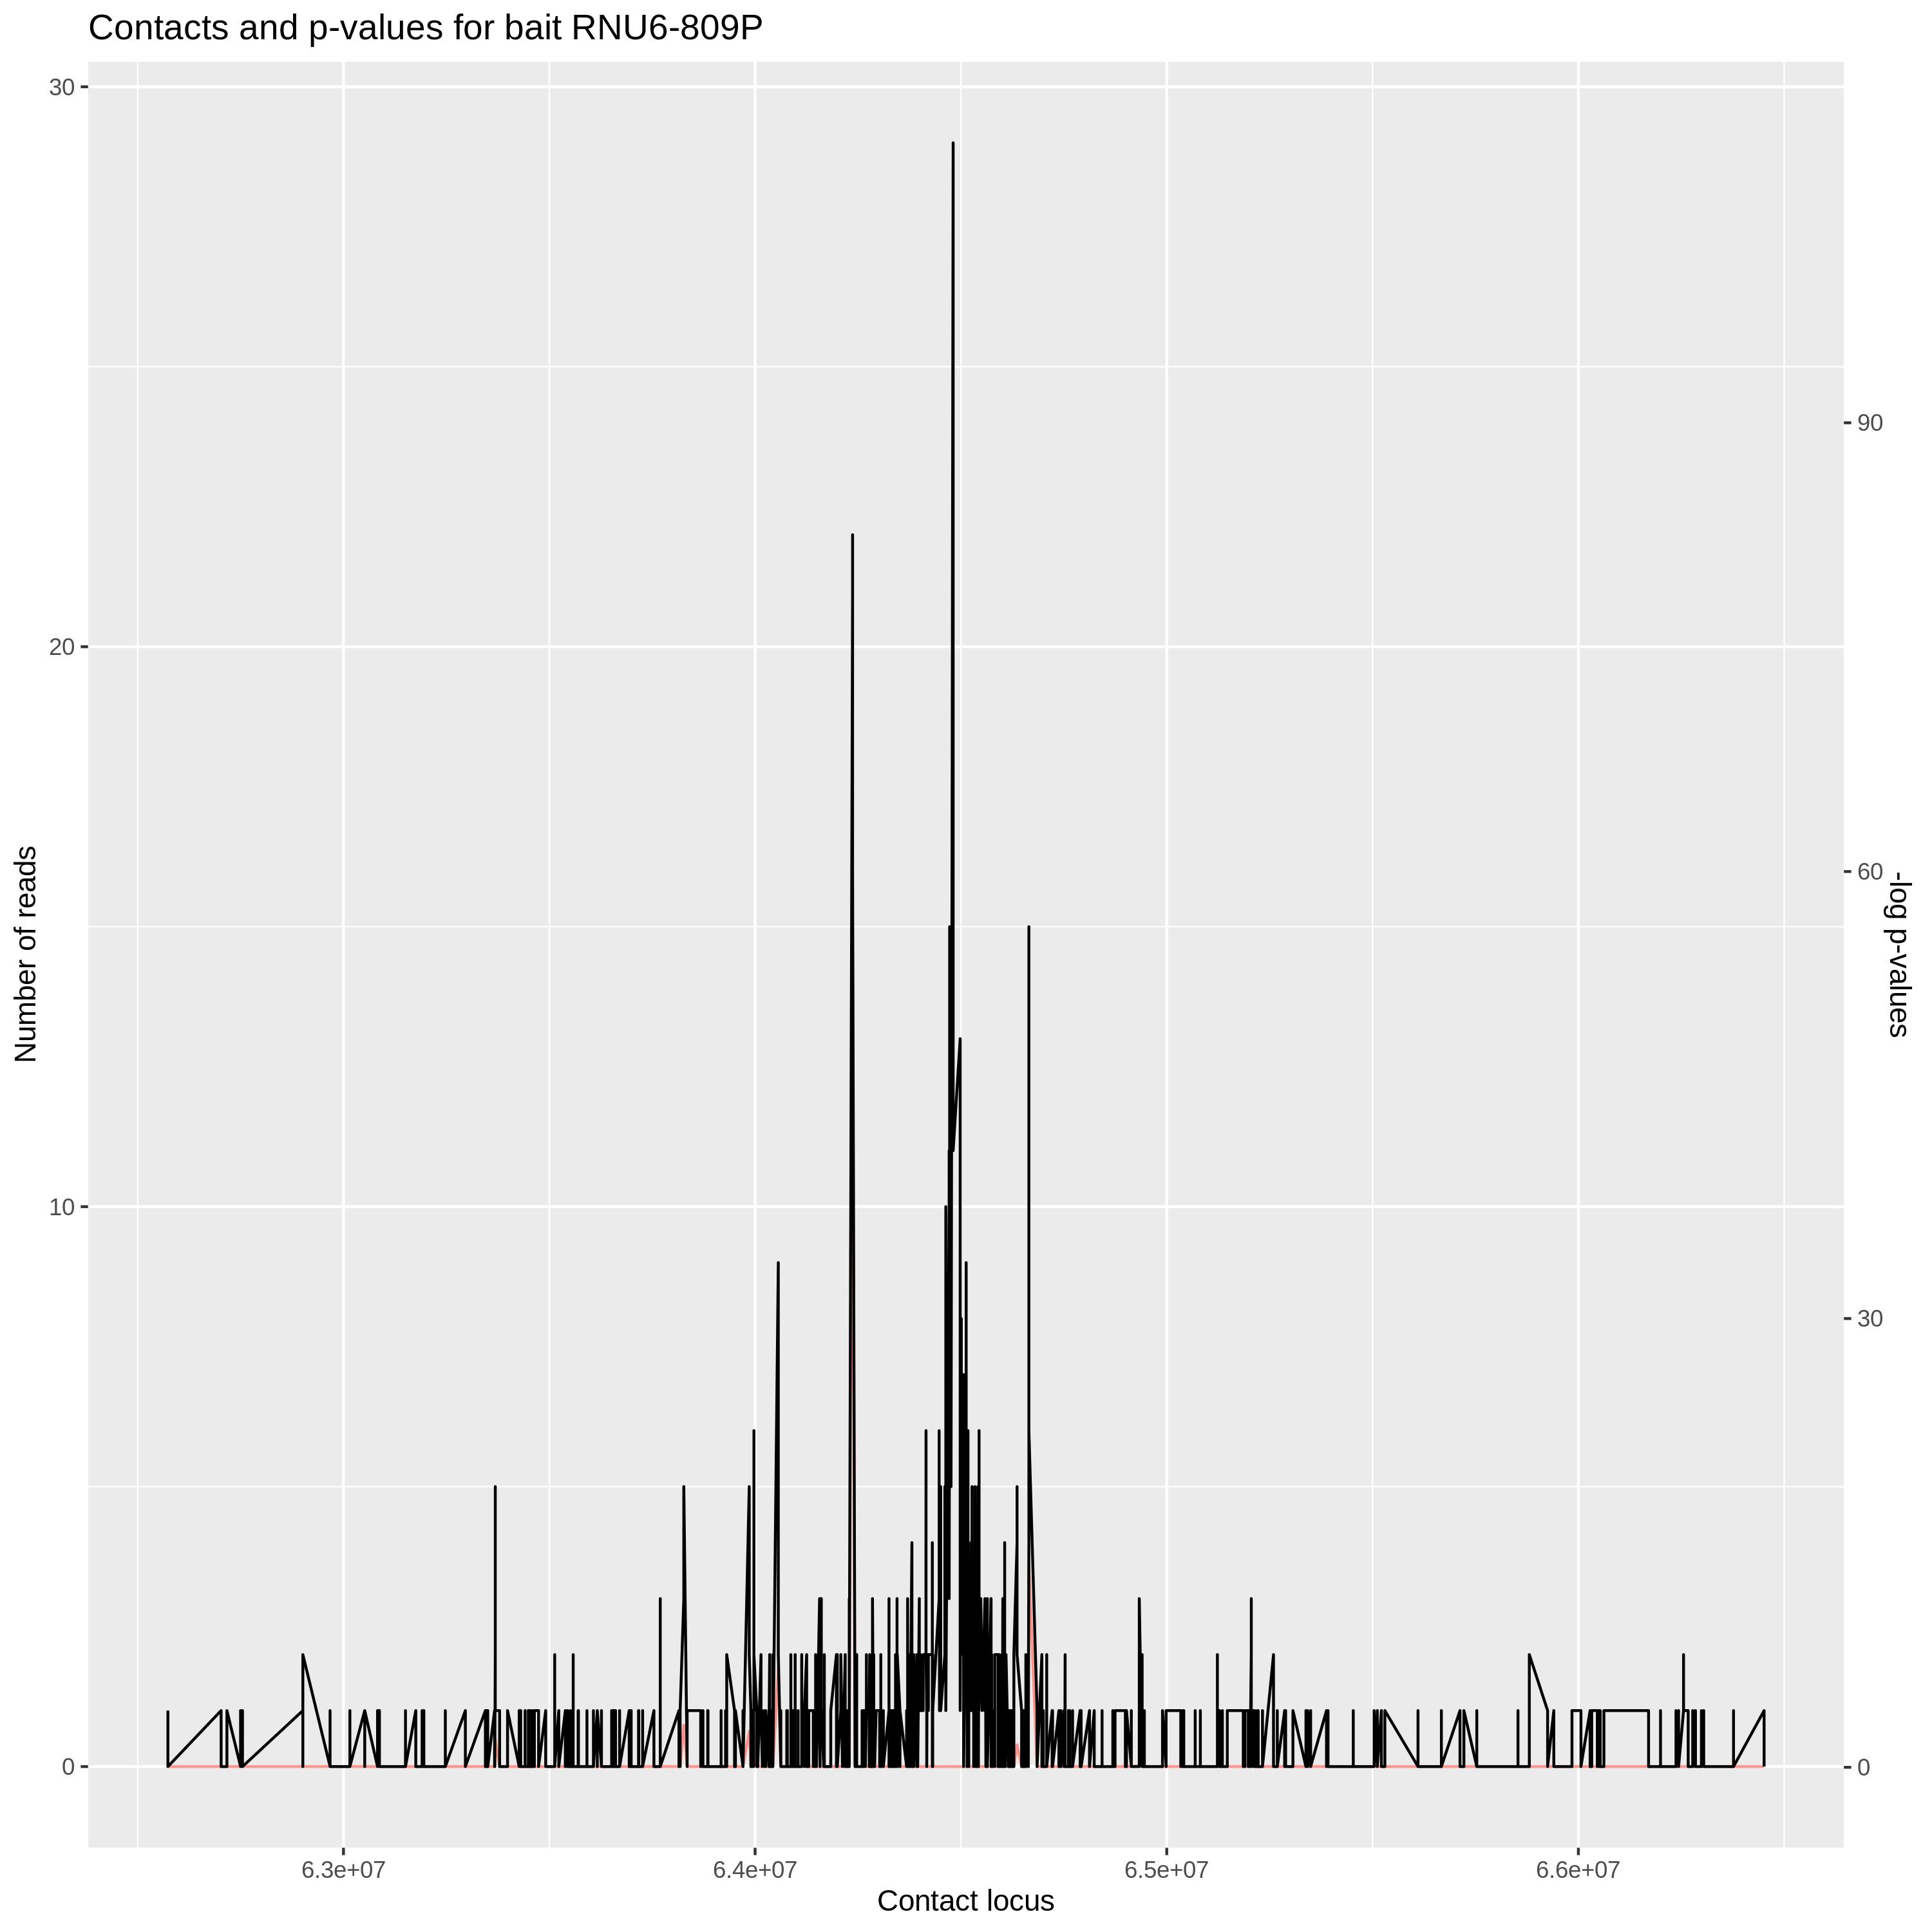 Contacts and p-values for bait RNU6-809P
30
20
10
0
90
60
30
0
Number of reads
-log p-values
6.3e+07
6.4e+07
6.5e+07
6.6e+07
Contact locus